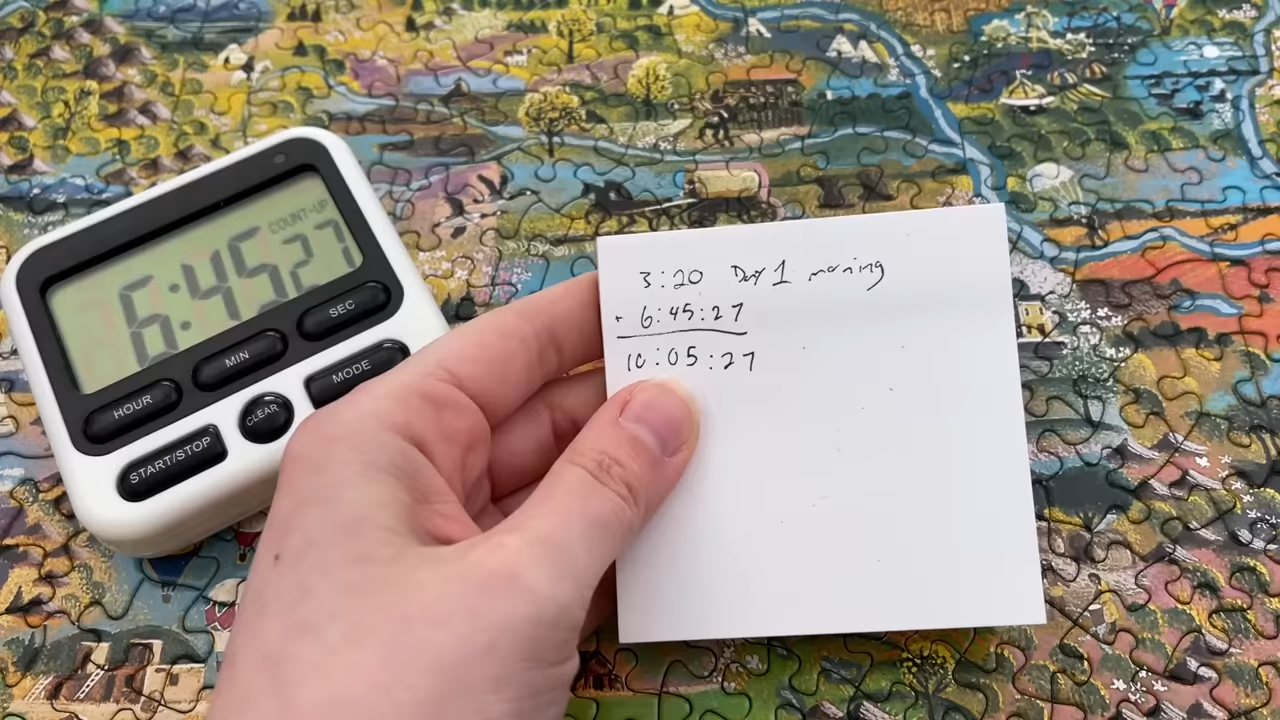 COUNT-UP
6:45 27
HOUR
MIN
SEC
START/STOP
CLEAR
MODE
3:20 Day 1 morning
+ 6:45:27
10:05:27